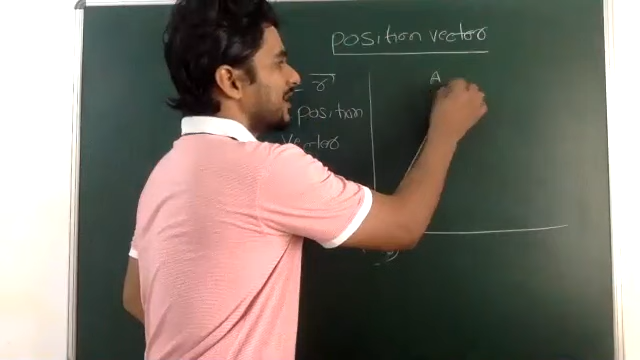 position vector
A
= r
position
vector